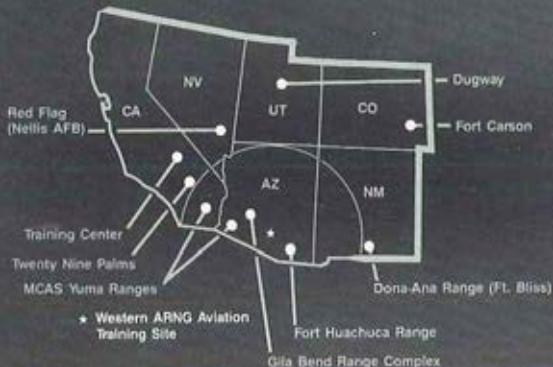 NV
Dugway
CA
UT
CO
Red Flag
(Nellis AFB)
Fort Carson
AZ
NM
Training Center
Twenty Nine Palms
MCAS Yuma Ranges
Dona-Ana Range (Ft. Bliss)
★ Western ARNG Aviation
Training Site
Fort Huachuca Range
Gila Bend Range Complex